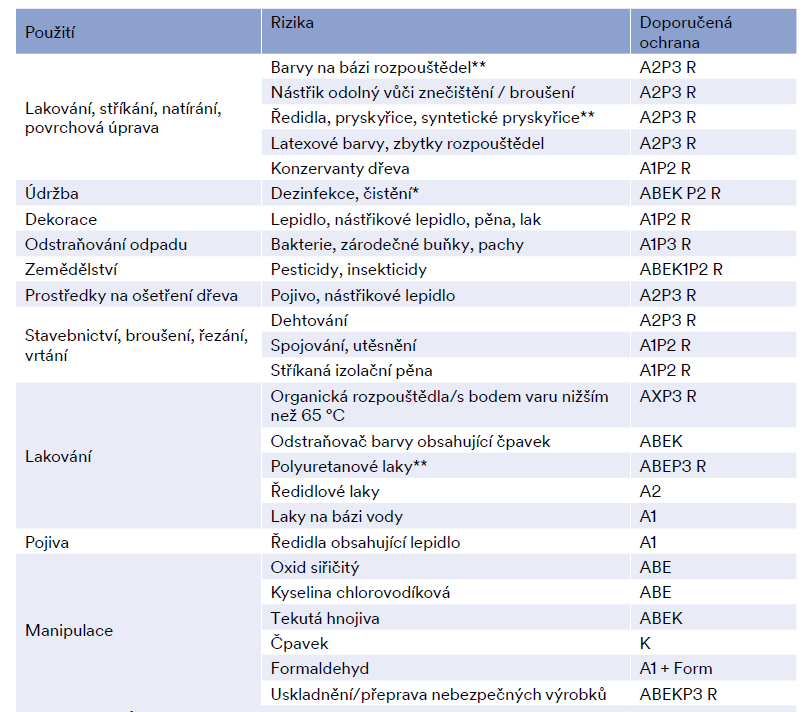 Použití Rizika Doporučená
ochrana
Lakování, stříkání, natírání,
povrchová úprava
Barvy na bázi rozpouštědel** A2P3 R
Nástřik odolný vůči znečištění / broušení A2P3 R
Ředidla, pryskyřice, syntetické pryskyřice** A2P3 R
Latexové barvy, zbytky rozpouštědel A2P3 R
Konzervanty dřeva A1P2 R
Údržba Dezinfekce, čistění* ABEK P2 R
Dekorace Lepidlo, nástřikové lepidlo, pěna, lak A1P2 R
Odstraňování odpadu Bakterie, zárodečné buňky, pachy A1P3 R
Zemědělství Pesticidy, insekticidy ABEK1P2 R
Prostředky na ošetření dřeva Pojivo, nástřikové lepidlo A2P3 R
Stavebnictví, broušení, řezání,
vrtání
Dehtování A2P3 R
Spojování, utěsnění A1P2 R
Stříkaná izolační pěna A1P2 R
Lakování
Organická rozpouštědla/s bodem varu nižším
než 65 °C
AXP3 R
Odstraňovač barvy obsahující čpavek ABEK
Polyuretanové laky** ABEP3 R
Ředidlové laky A2
Laky na bázi vody A1
Pojiva Ředidla obsahující lepidlo A1
Manipulace
Oxid siřičitý ABE
Kyselina chlorovodíková ABE
Tekutá hnojiva ABEK
Čpavek K
Formaldehyd A1 + Form
Uskladnění/přeprava nebezpečných výrobků ABEKP3 R